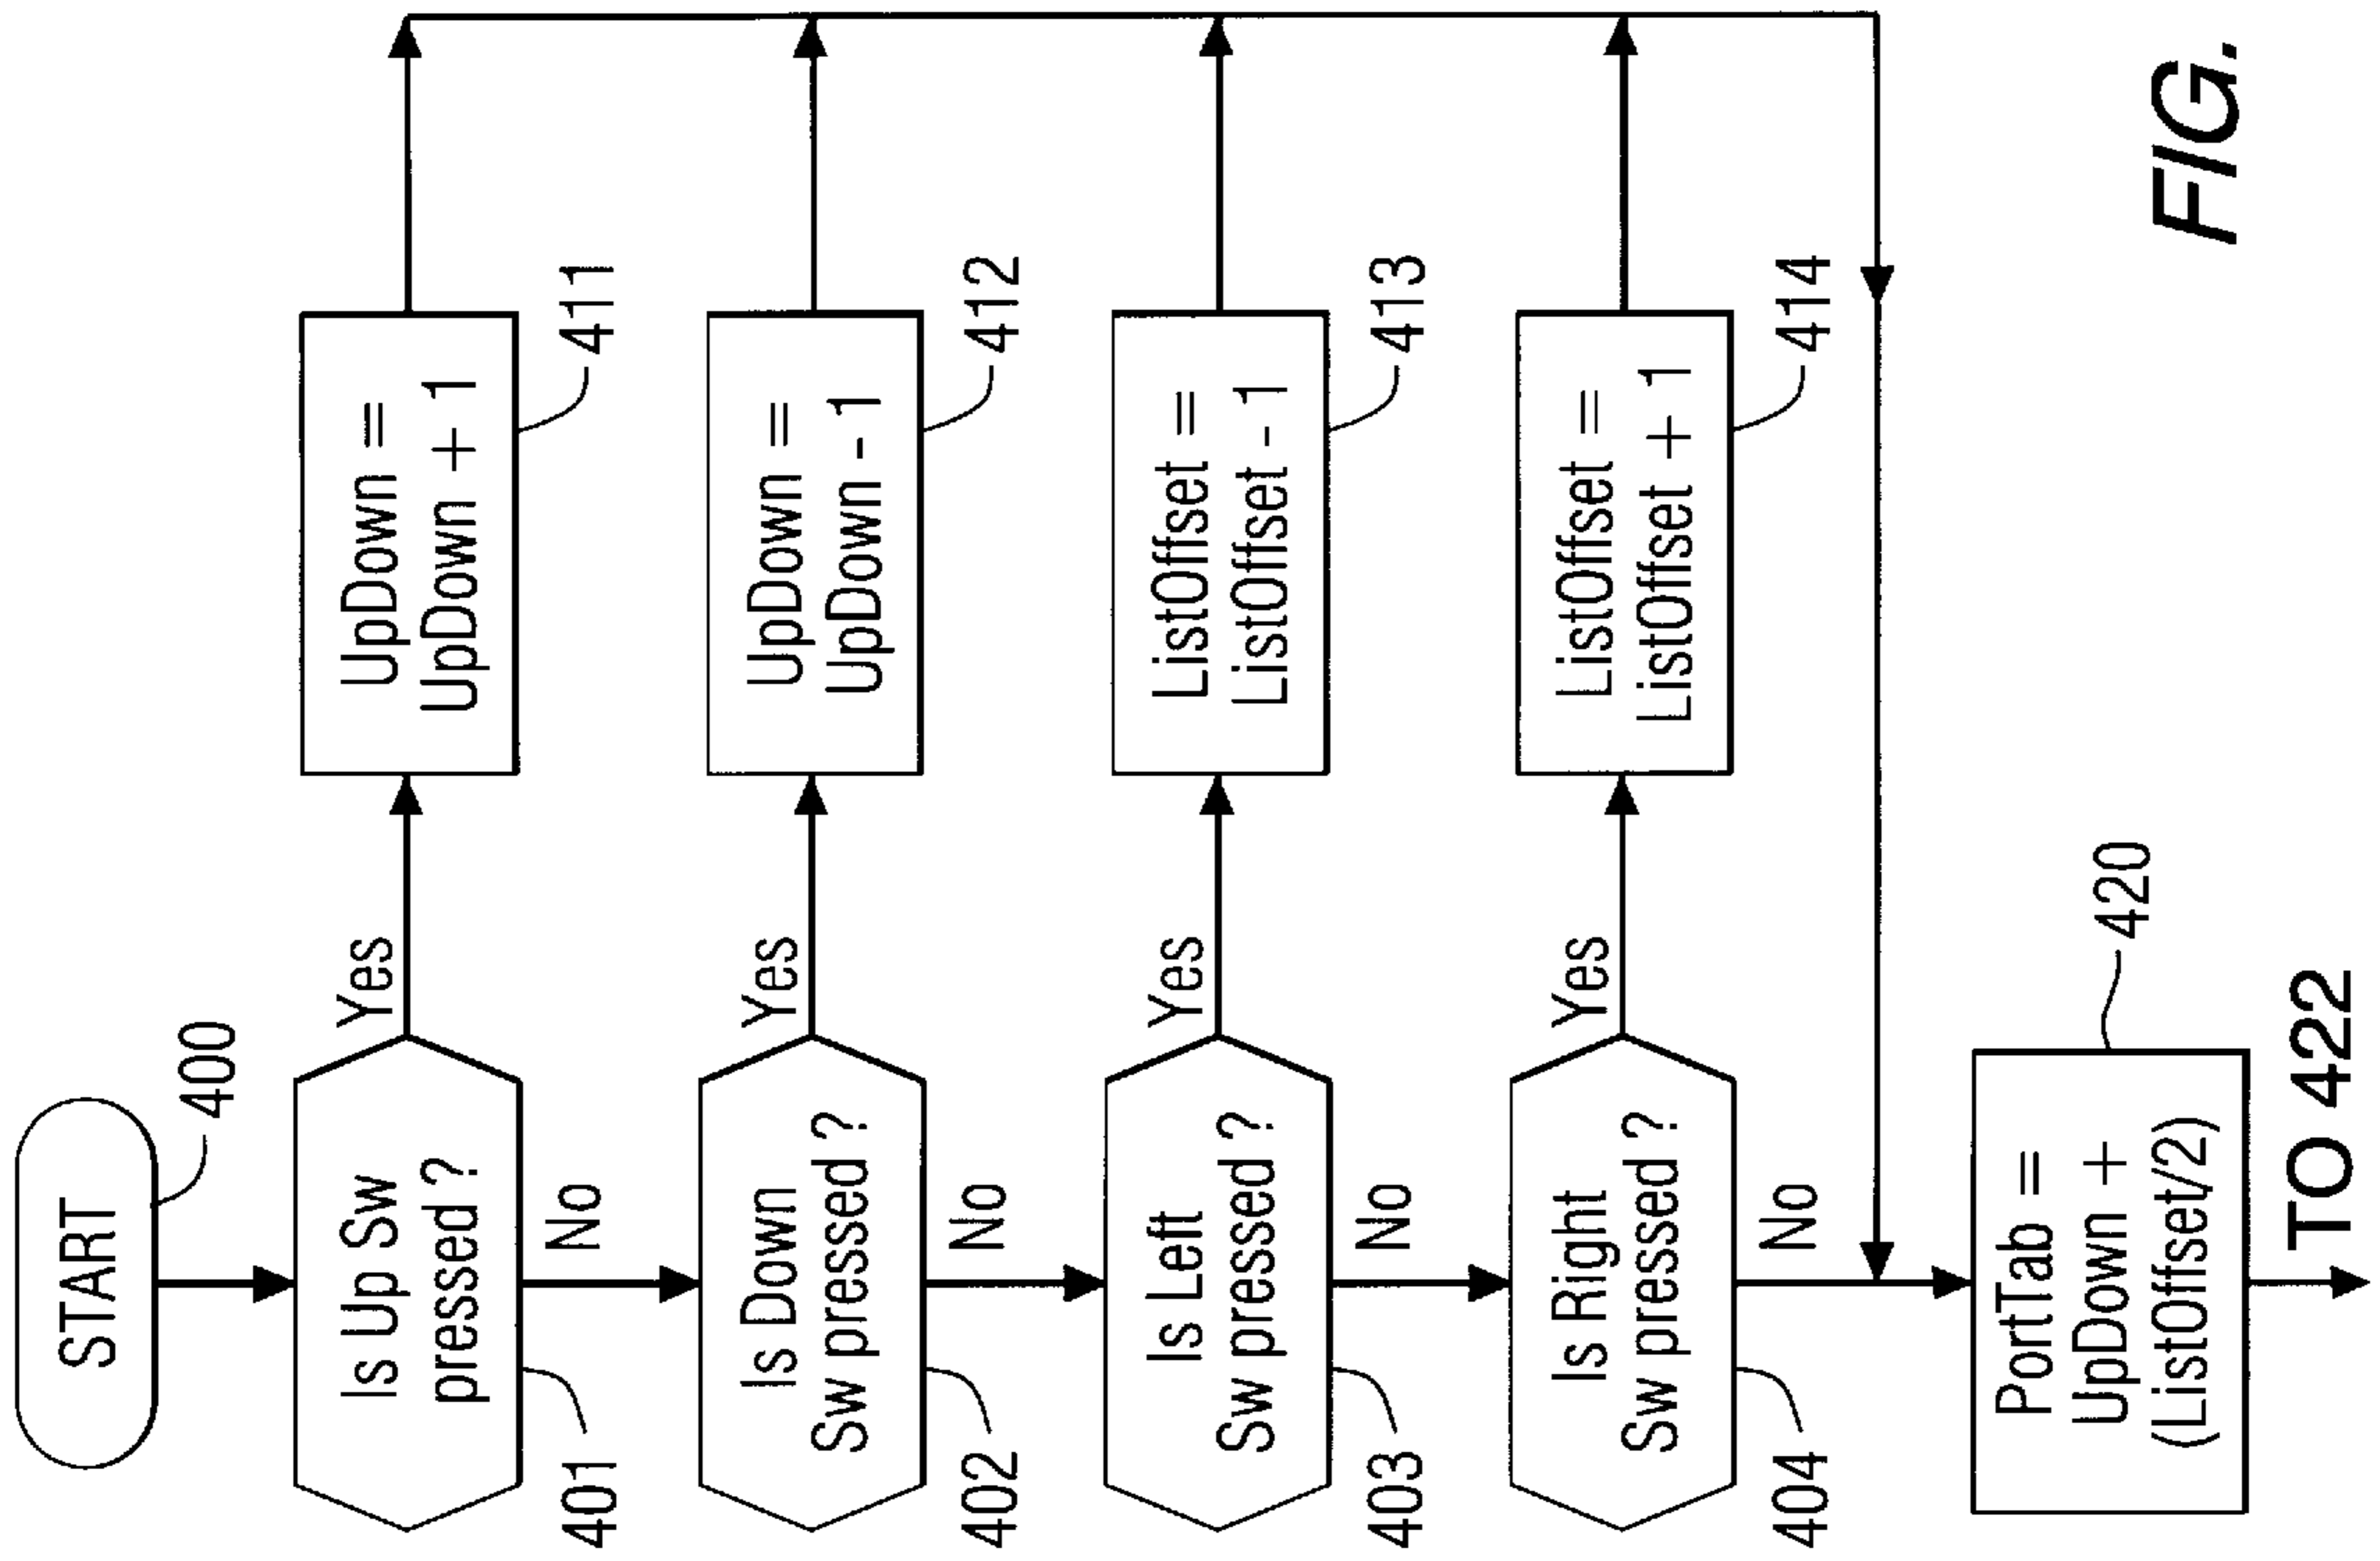 START
400
Is Up Sw
pressed ?
Yes
No
401
UpDown =
UpDown + 1
411
Is Down
Sw pressed ?
Yes
No
402
UpDown =
UpDown - 1
412
Is Left
Sw pressed ?
Yes
No
403
ListOffset =
ListOffset - 1
413
Is Right
Sw pressed ?
Yes
No
404
ListOffset =
ListOffset + 1
414
PortTab =
UpDown +
(ListOffset/2)
420
TO 422
FIG.